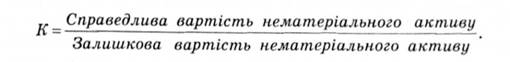 К = Справедлива вартість нематеріального активу
Залишкова вартість нематеріального активу.